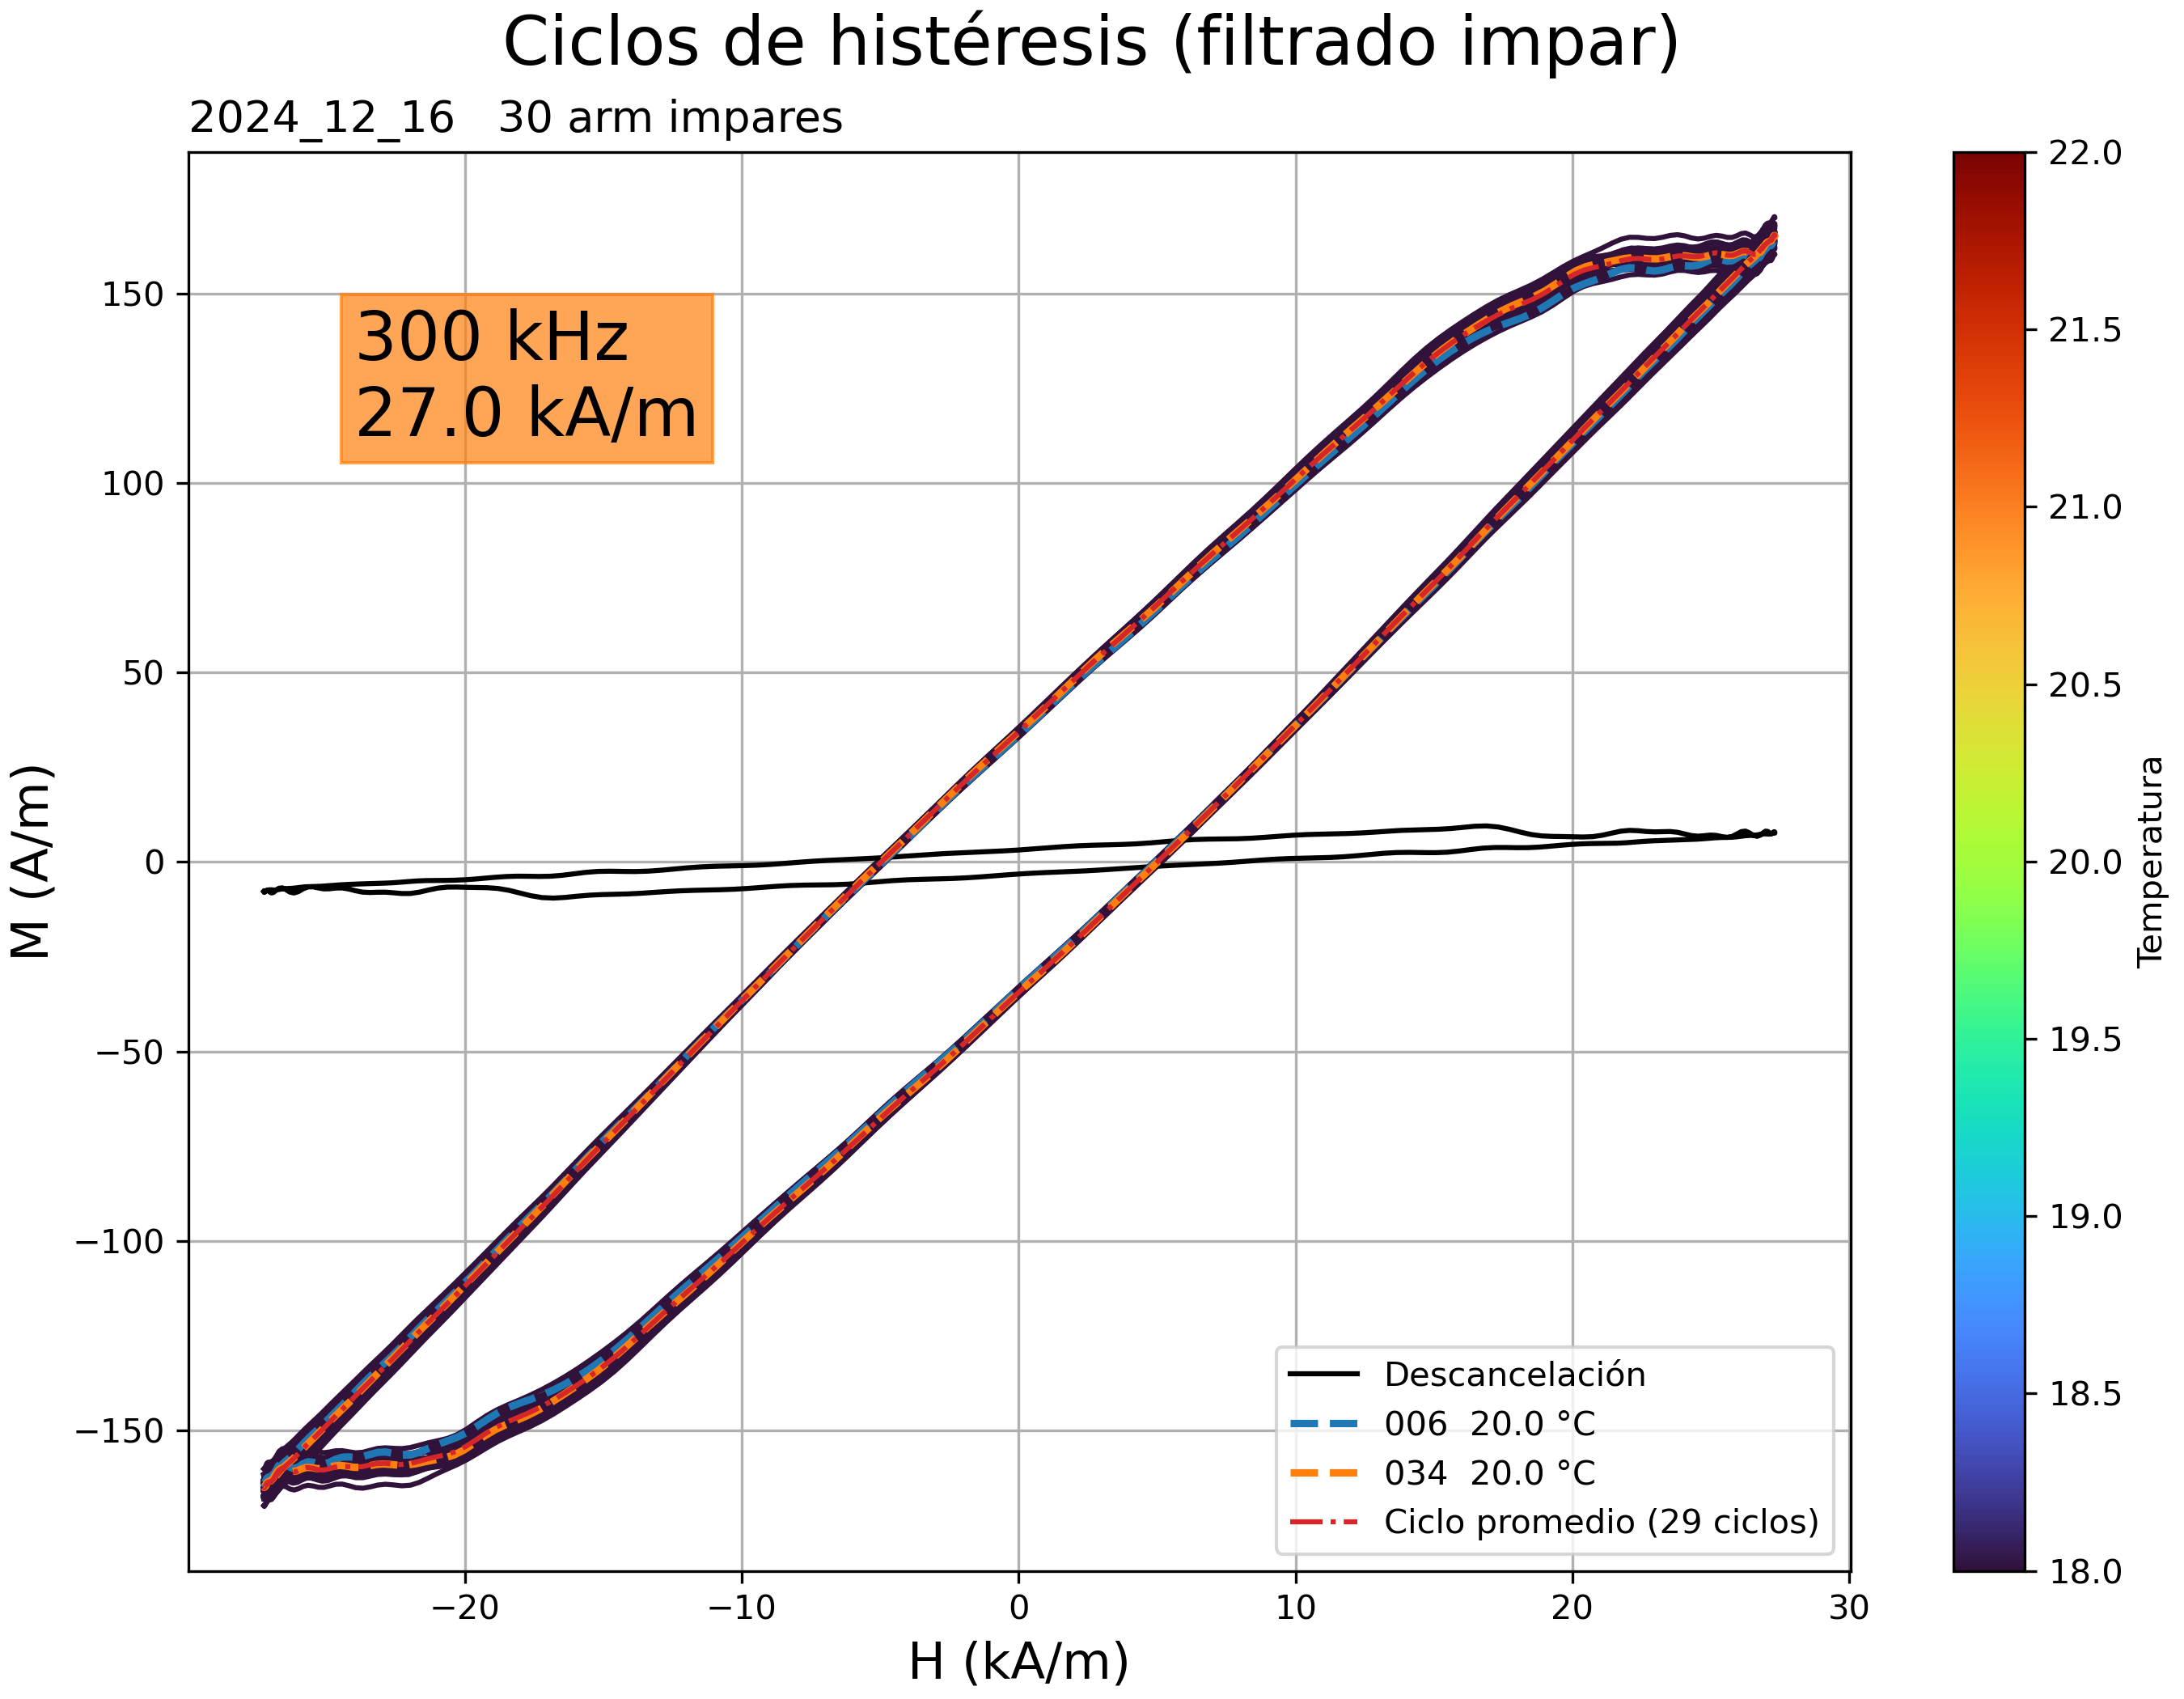 Ciclos de histéresis (filtrado impar)
2024_12_16   30 arm impares
300 kHz
27.0 kA/m
M (A/m)
150
100
50
0
−50
−100
−150
−20
−10
0
10
20
30
H (kA/m)
Descancelación
006  20.0 °C
034  20.0 °C
Ciclo promedio (29 ciclos)
22.0
21.5
21.0
20.5
20.0
19.5
19.0
18.5
18.0
Temperatura